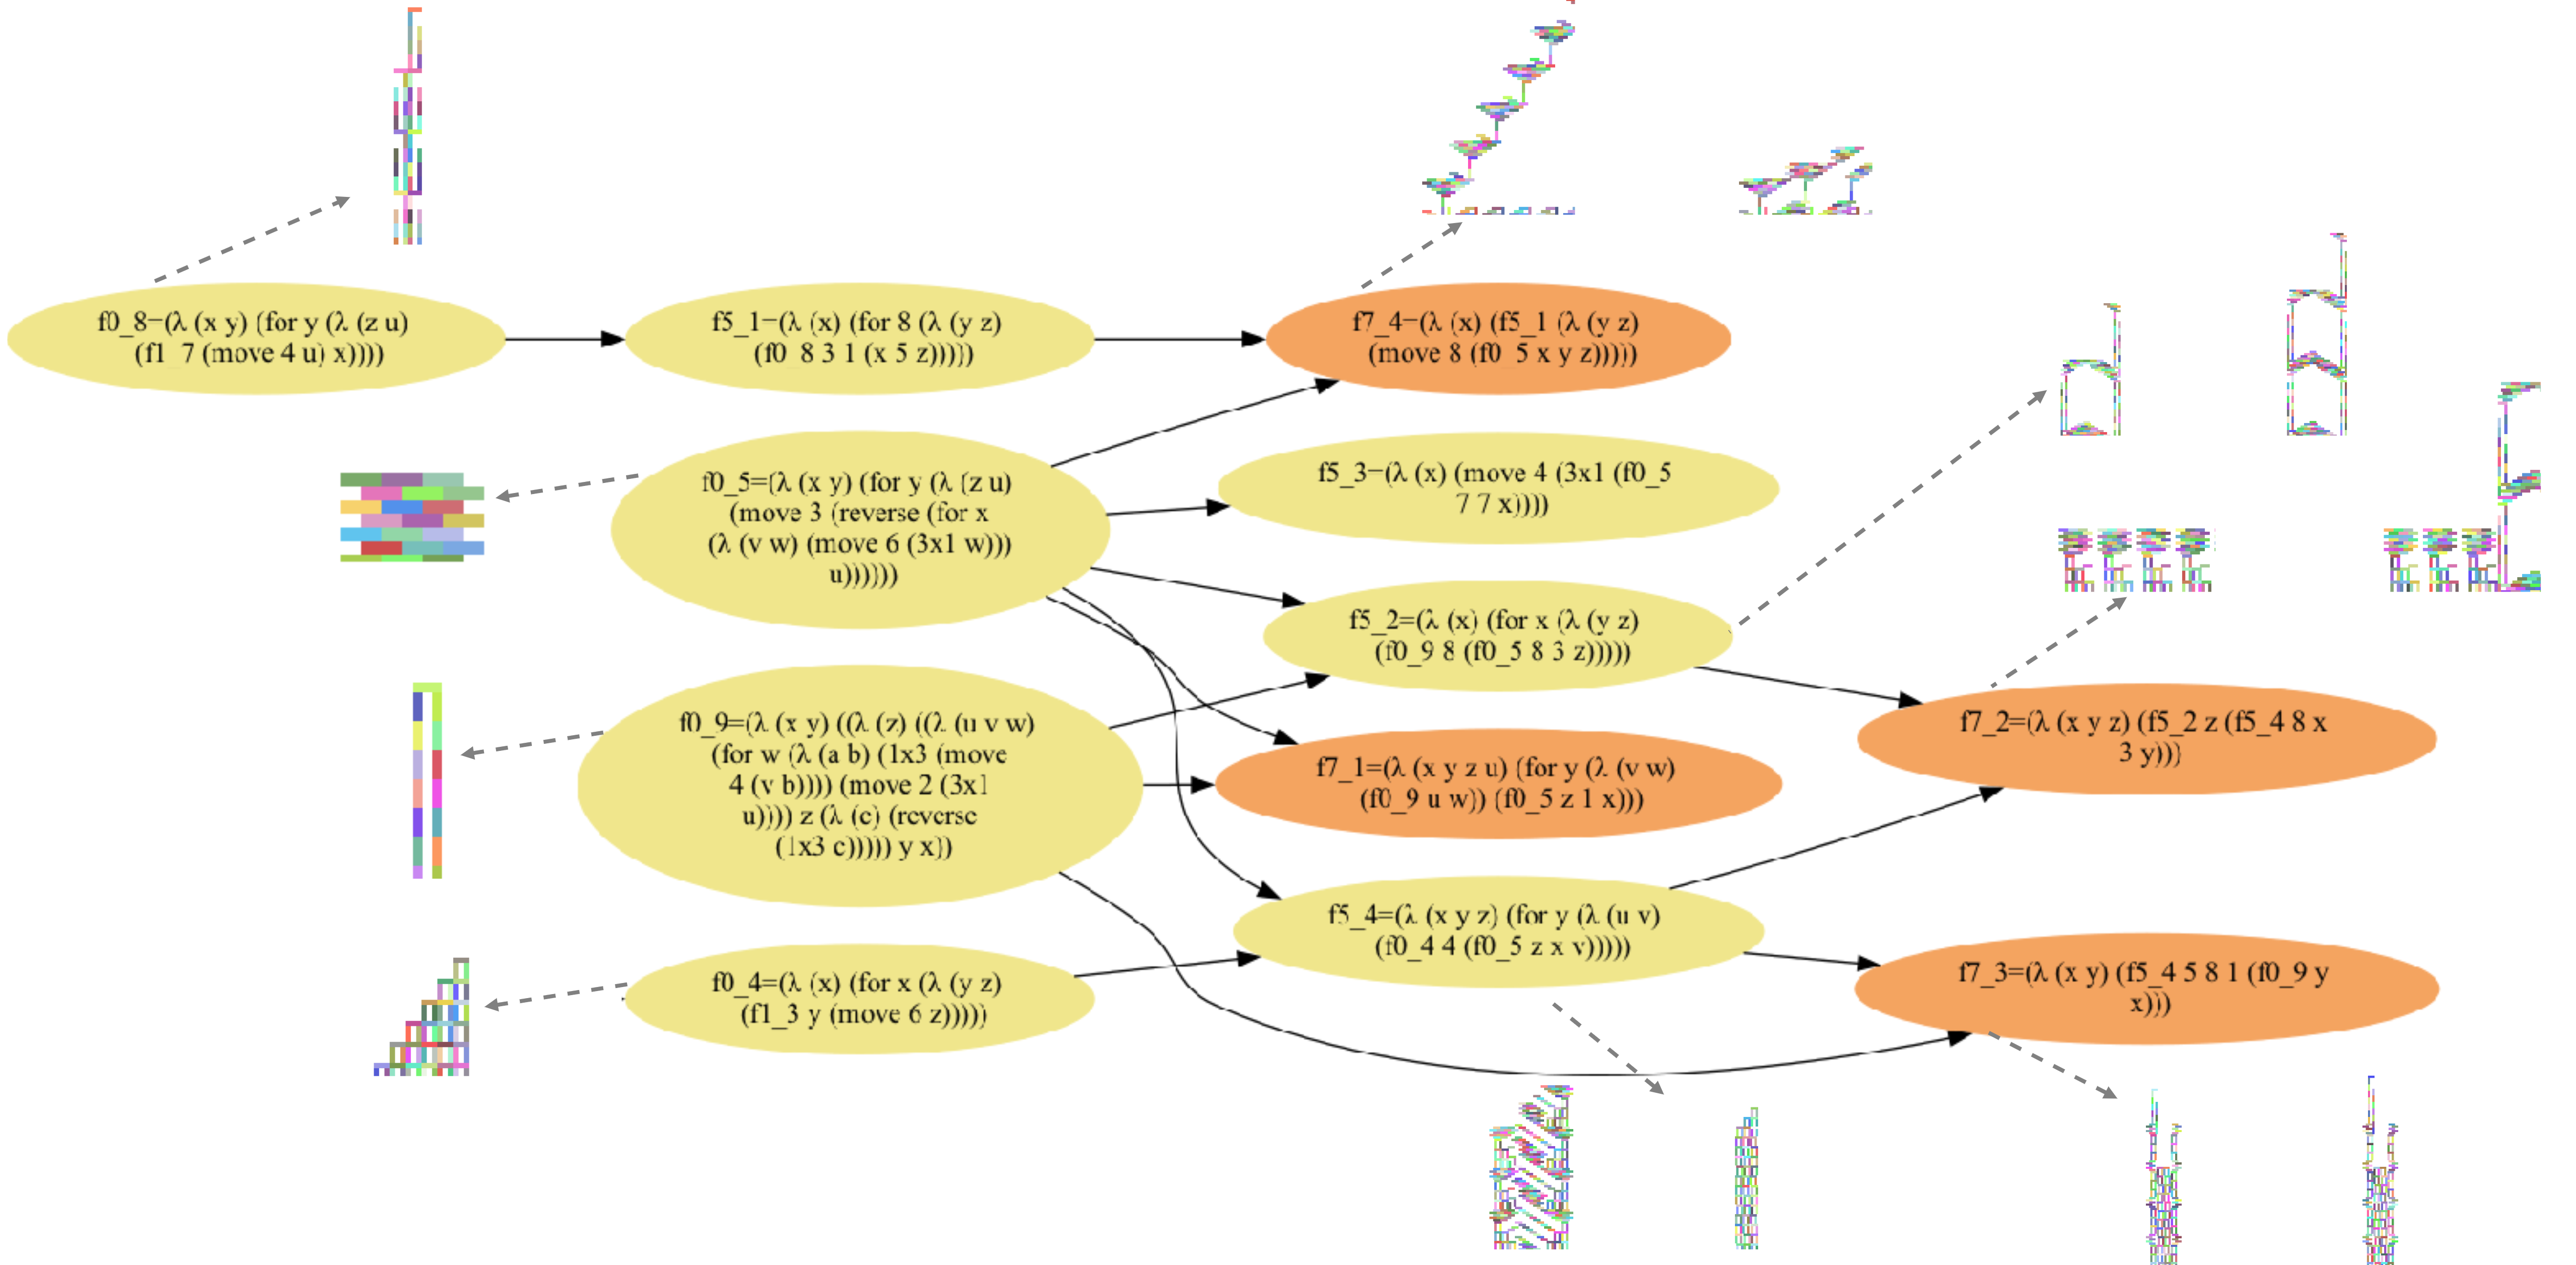 f0_8=(λ (x y) (for y (λ (z u)
(f1_7 (move 4 u) x))))
f5_1=(λ (x) (for 8 (λ (y z)
(f0_8 3 1 (x 5 z)))))
f7_4=(λ (x) (f5_1 (λ (y z)
(move 8 (f0_5 x y z)))))
f0_5=(λ (x y) (for y (λ (z u)
(move 3 (reverse (for x
(λ (v w) (move 6 (3x1 w)))
u))))))
f5_3=(λ (x) (move 4 (3x1 (f0_5
7 7 x))))
f5_2=(λ (x) (for x (λ (y z)
(f0_9 8 (f0_5 8 3 z)))))
f0_9=(λ (x y) ((λ (z) ((λ (u v w)
(for w (λ (a b) (1x3 (move
4 (v b)))) (move 2 (3x1
u)))) z (λ (c) (reverse
(1x3 c))))) y x))
f7_2=(λ (x y z) (f5_2 z (f5_4 8 x
3 y)))
f7_1=(λ (x y z u) (for y (λ (v w)
(f0_9 u w)) (f0_5 z 1 x)))
f5_4=(λ (x y z) (for y (λ (u v)
(f0_4 4 (f0_5 z x v)))))
f0_4=(λ (x) (for x (λ (y z)
(f1_3 y (move 6 z)))))
f7_3=(λ (x y) (f5_4 5 8 1 (f0_9 y
x)))